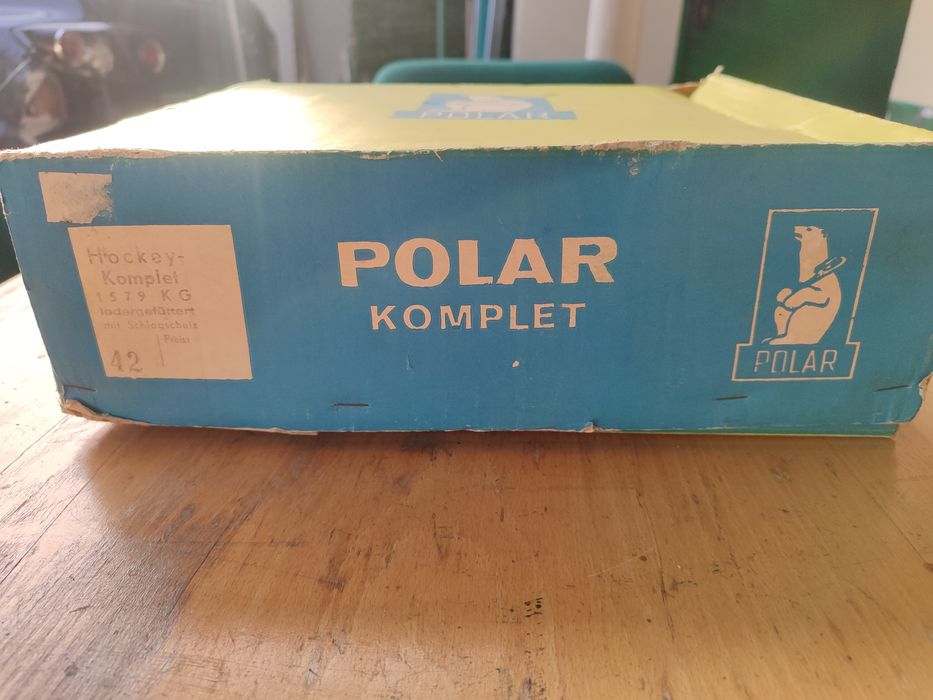 POLAR
Hockey-
Komplet
1579 KG
ledergefüttert
mit Schlagschutz
Preis:
42
POLAR
KOMPLET
POLAR